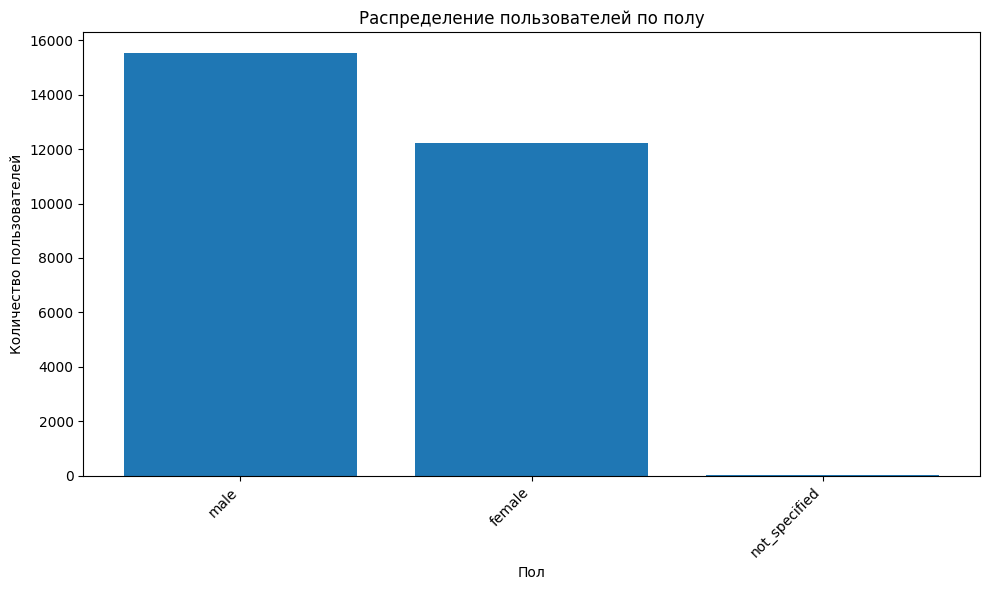 Распределение пользователей по полу
Количество пользователей
16000
14000
12000
10000
8000
6000
4000
2000
0
male
female
not_specified
Пол